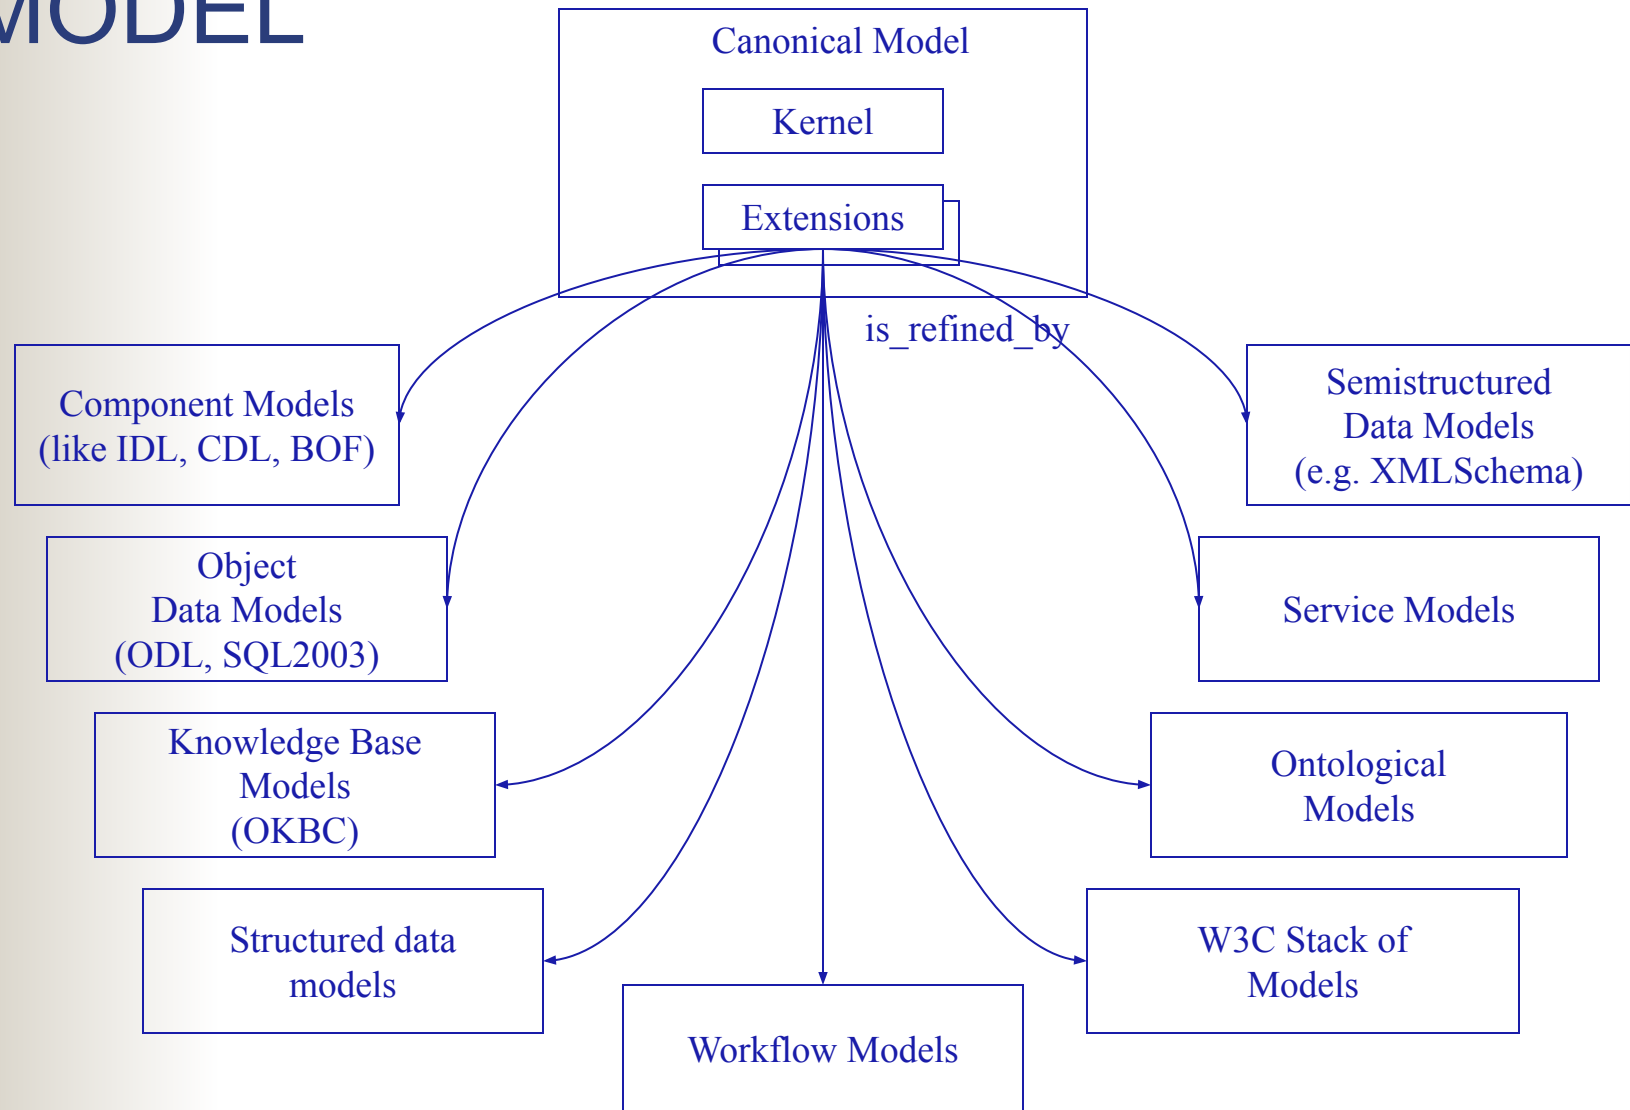 MODEL
Canonical Model
Kernel
Extensions
is_refined_by
Component Models
(like IDL, CDL, BOF)
Semistructured
Data Models
(e.g. XMLSchema)
Object
Data Models
(ODL, SQL2003)
Service Models
Knowledge Base
Models
(OKBC)
Ontological
Models
Structured data
models
W3C Stack of
Models
Workflow Models